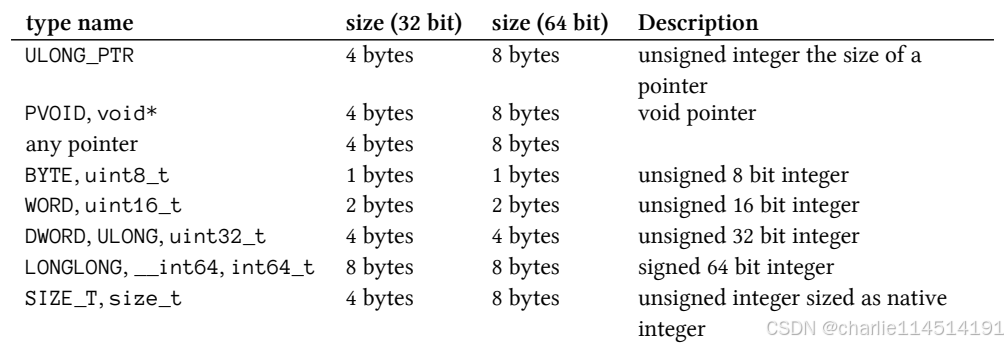 type name size (32 bit) size (64 bit) Description
ULONG_PTR 4 bytes 8 bytes unsigned integer the size of a
pointer
PVOID, void* 4 bytes 8 bytes void pointer
any pointer 4 bytes 8 bytes
BYTE, uint8_t 1 bytes 1 bytes unsigned 8 bit integer
WORD, uint16_t 2 bytes 2 bytes unsigned 16 bit integer
DWORD, ULONG, uint32_t 4 bytes 4 bytes unsigned 32 bit integer
LONGLONG, __int64, int64_t 8 bytes 8 bytes signed 64 bit integer
SIZE_T, size_t 4 bytes 8 bytes unsigned integer sized as native
integer
CSDN @charlie114514191